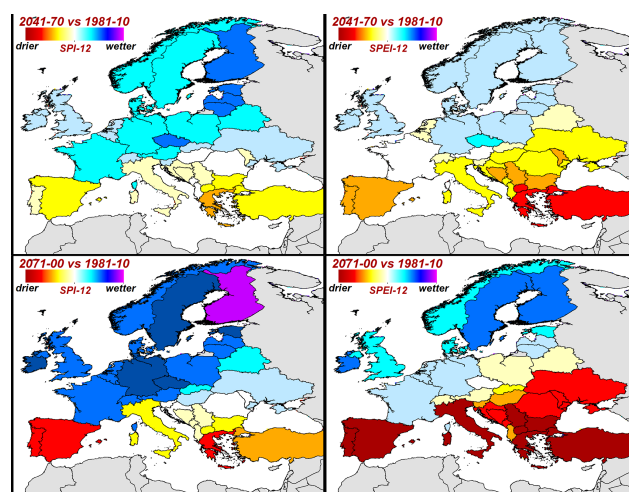 2041-70 vs 1981-10
drier SPI-12 wetter
2041-70 vs 1981-10
drier SPEI-12 wetter
2071-00 vs 1981-10
drier SPI-12 wetter
2071-00 vs 1981-10
drier SPEI-12 wetter